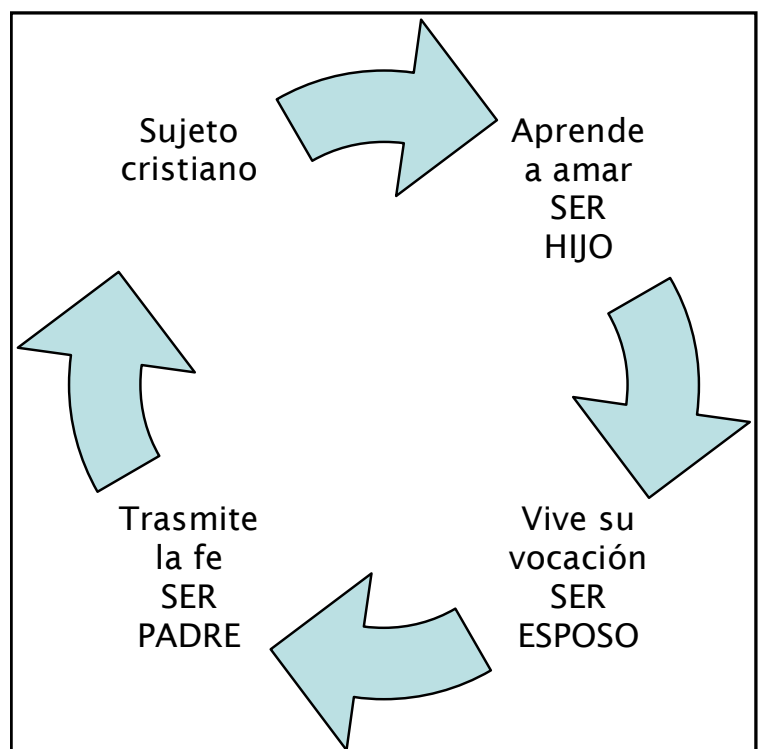 Sujeto
cristiano
Aprende
a amar
SER
HIJO
Vive su
vocación
SER
ESPOSO
Trasmite
la fe
SER
PADRE